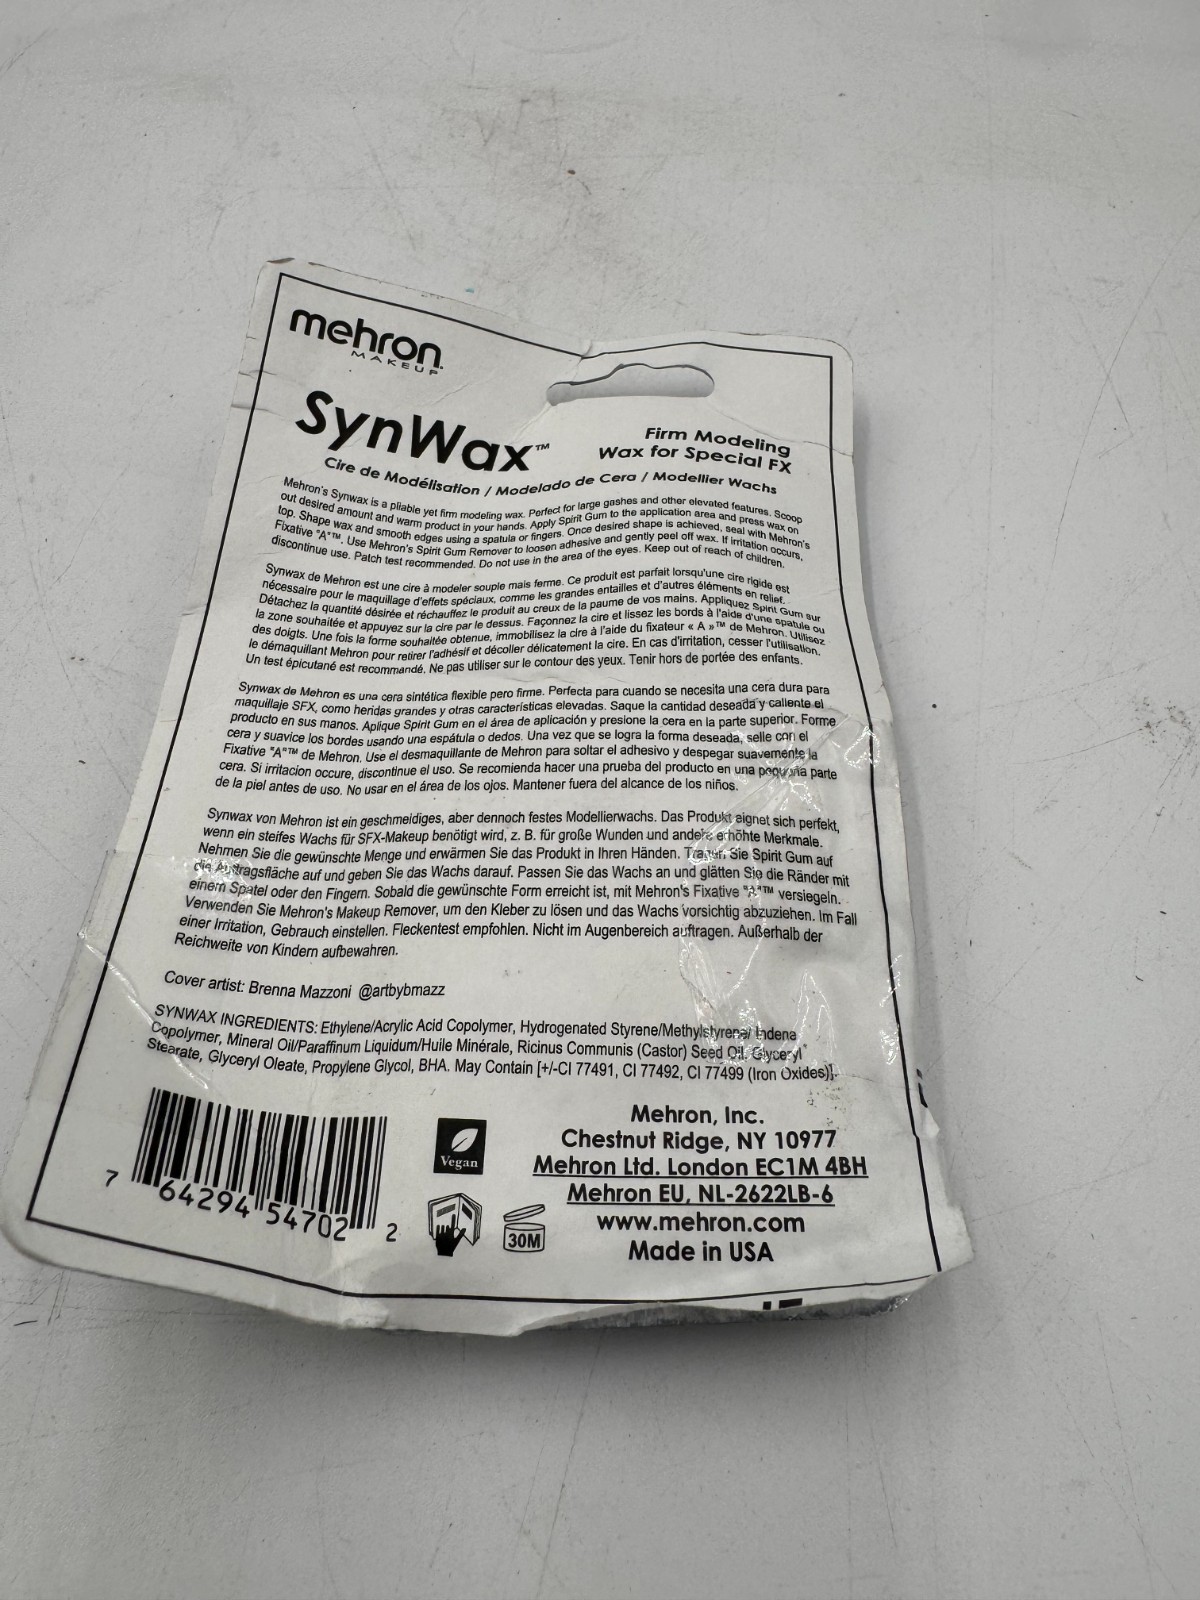 mehron
MAKEUP
SynWax™
Firm Modeling
Wax for Special FX
Cire de Modélisation / Modelado de Cera / Modellier Wachs
Mehron's Synwax is a pliable yet firm modeling wax. Perfect for large gashes and other elevated features. Scoop
out desired amount and warm product in your hands. Apply Spirit Gum to the application area and press wax on
top. Shape wax and smooth edges using a spatula or fingers. Once desired shape is achieved, seal with Mehron's
Fixative "A"™. Use Mehron's Spirit Gum Remover to loosen adhesive and gently peel off wax. If irritation occurs,
discontinue use. Patch test recommended. Do not use in the area of the eyes. Keep out of reach of children.
Synwax de Mehron est une cire à modeler souple mais ferme. Ce produit est parfait lorsqu'une cire rigide est
nécessaire pour le maquillage d'effets spéciaux, comme les grandes entailles et d'autres éléments en relief.
Détachez la quantité désirée et réchauffez le produit au creux de la paume de vos mains. Appliquez Spirit Gum sur
la zone souhaitée et appuyez sur la cire par le dessus. Façonnez la cire et lissez les bords à l'aide d'une spatule ou
des doigts. Une fois la forme souhaitée obtenue, immobilisez la cire à l'aide du fixateur « A »™ de Mehron. Utilisez
le démaquillant Mehron pour retirer l'adhésif et décoller délicatement la cire. En cas d'irritation, cesser l'utilisation.
Un test épicutané est recommandé. Ne pas utiliser sur le contour des yeux. Tenir hors de portée des enfants.
Synwax de Mehron es una cera sintética flexible pero firme. Perfecta para cuando se necesita una cera dura para
maquillaje SFX, como heridas grandes y otras características elevadas. Saque la cantidad deseada y caliente el
producto en sus manos. Aplique Spirit Gum en el área de aplicación y presione la cera en la parte superior. Forme
cera y suavice los bordes usando una espátula o dedos. Una vez que se logra la forma deseada, selle con el
Fixative "A"™ de Mehron. Use el desmaquillante de Mehron para soltar el adhesivo y despegar suavemente la
cera. Si irritacion occure, discontinue el uso. Se recomienda hacer una prueba del producto en una pequeña parte
de la piel antes de uso. No usar en el área de los ojos. Mantener fuera del alcance de los niños.
Synwax von Mehron ist ein geschmeidiges, aber dennoch festes Modellierwachs. Das Produkt eignet sich perfekt,
wenn ein steifes Wachs für SFX-Makeup benötigt wird, z. B. für große Wunden und andere erhöhte Merkmale.
Nehmen Sie die gewünschte Menge und erwärmen Sie das Produkt in Ihren Händen. Tragen Sie Spirit Gum auf
die Auftragsfläche auf und geben Sie das Wachs darauf. Passen Sie das Wachs an und glätten Sie die Ränder mit
einem Spatel oder den Fingern. Sobald die gewünschte Form erreicht ist, mit Mehron's Fixative "A"™ versiegeln.
Verwenden Sie Mehron's Makeup Remover, um den Kleber zu lösen und das Wachs vorsichtig abzuziehen. Im Fall
einer Irritation, Gebrauch einstellen. Fleckentest empfohlen. Nicht im Augenbereich auftragen. Außerhalb der
Reichweite von Kindern aufbewahren.
Cover artist: Brenna Mazzoni @artbybmazz
SYNWAX INGREDIENTS: Ethylene/Acrylic Acid Copolymer, Hydrogenated Styrene/Methylstyrene/ Indena
Copolymer, Mineral Oil/Paraffinum Liquidum/Huile Minérale, Ricinus Communis (Castor) Seed Oil, Glyceryl
Stearate, Glyceryl Oleate, Propylene Glycol, BHA. May Contain [+/-CI 77491, CI 77492, CI 77499 (Iron Oxides)].
7 64294 54702 2
Vegan
30M
Mehron, Inc.
Chestnut Ridge, NY 10977
Mehron Ltd. London EC1M 4BH
Mehron EU, NL-2622LB-6
www.mehron.com
Made in USA